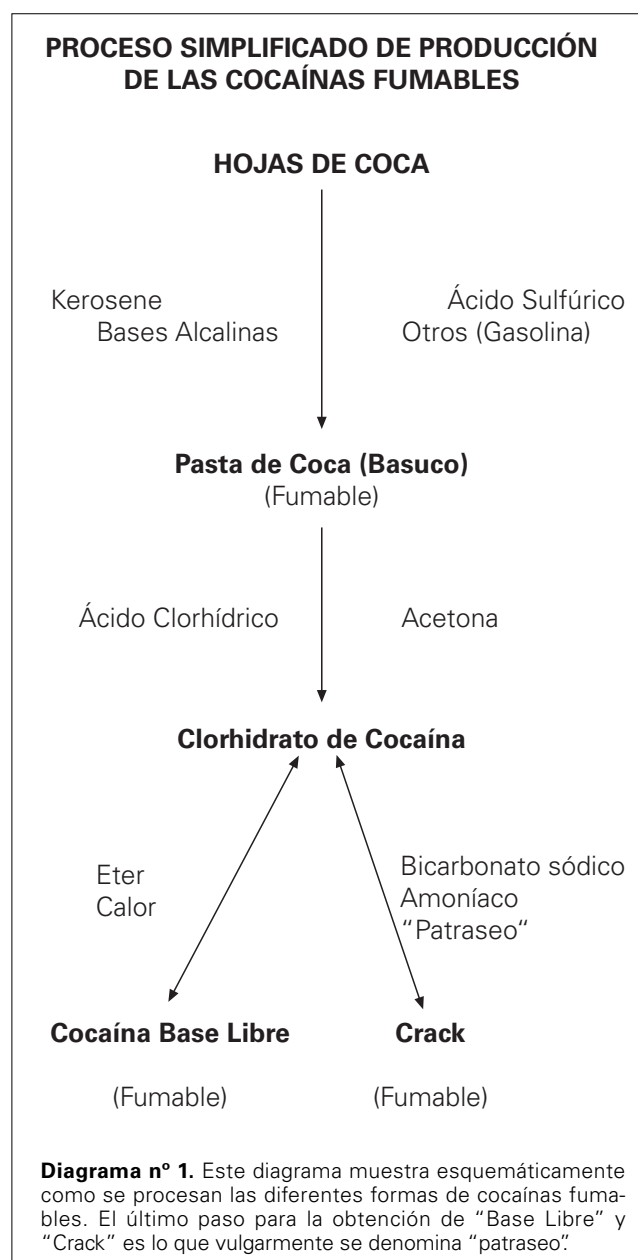 PROCESO SIMPLIFICADO DE PRODUCCIÓN
DE LAS COCAÍNAS FUMABLES
HOJAS DE COCA
Kerosene
Bases Alcalinas
Ácido Sulfúrico
Otros (Gasolina)
Pasta de Coca (Basuco)
(Fumable)
Ácido Clorhídrico
Acetona
Clorhidrato de Cocaína
Eter
Calor
Bicarbonato sódico
Amoníaco
“Patraseo“
Cocaína Base Libre
(Fumable)
Crack
(Fumable)
Diagrama nº 1. Este diagrama muestra esquemáticamente
como se procesan las diferentes formas de cocaínas fuma-
bles. El último paso para la obtención de “Base Libre” y
“Crack” es lo que vulgarmente se denomina “patraseo”.